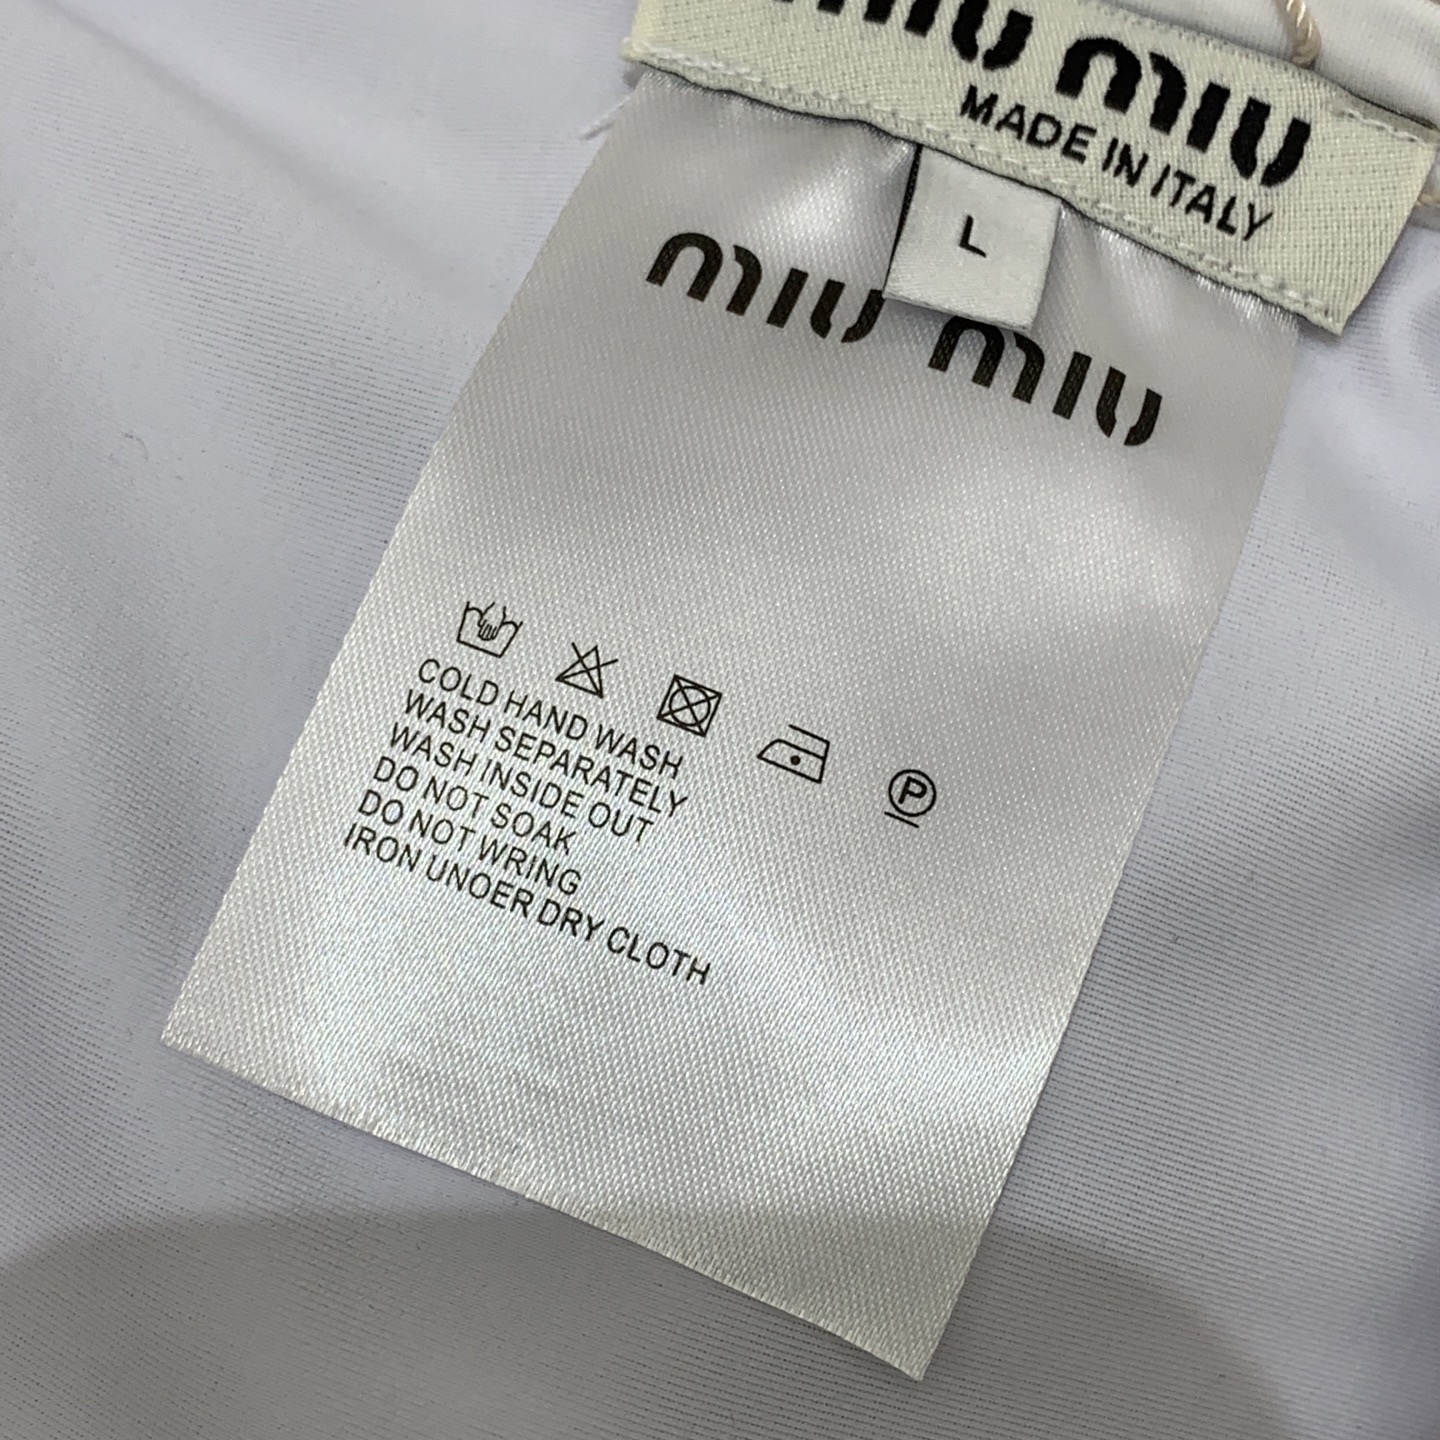 miu miu
MADE IN ITALY
L
miu miu
P
COLD HAND WASH
WASH SEPARATELY
WASH INSIDE OUT
DO NOT SOAK
DO NOT WRING
IRON UNOER DRY CLOTH